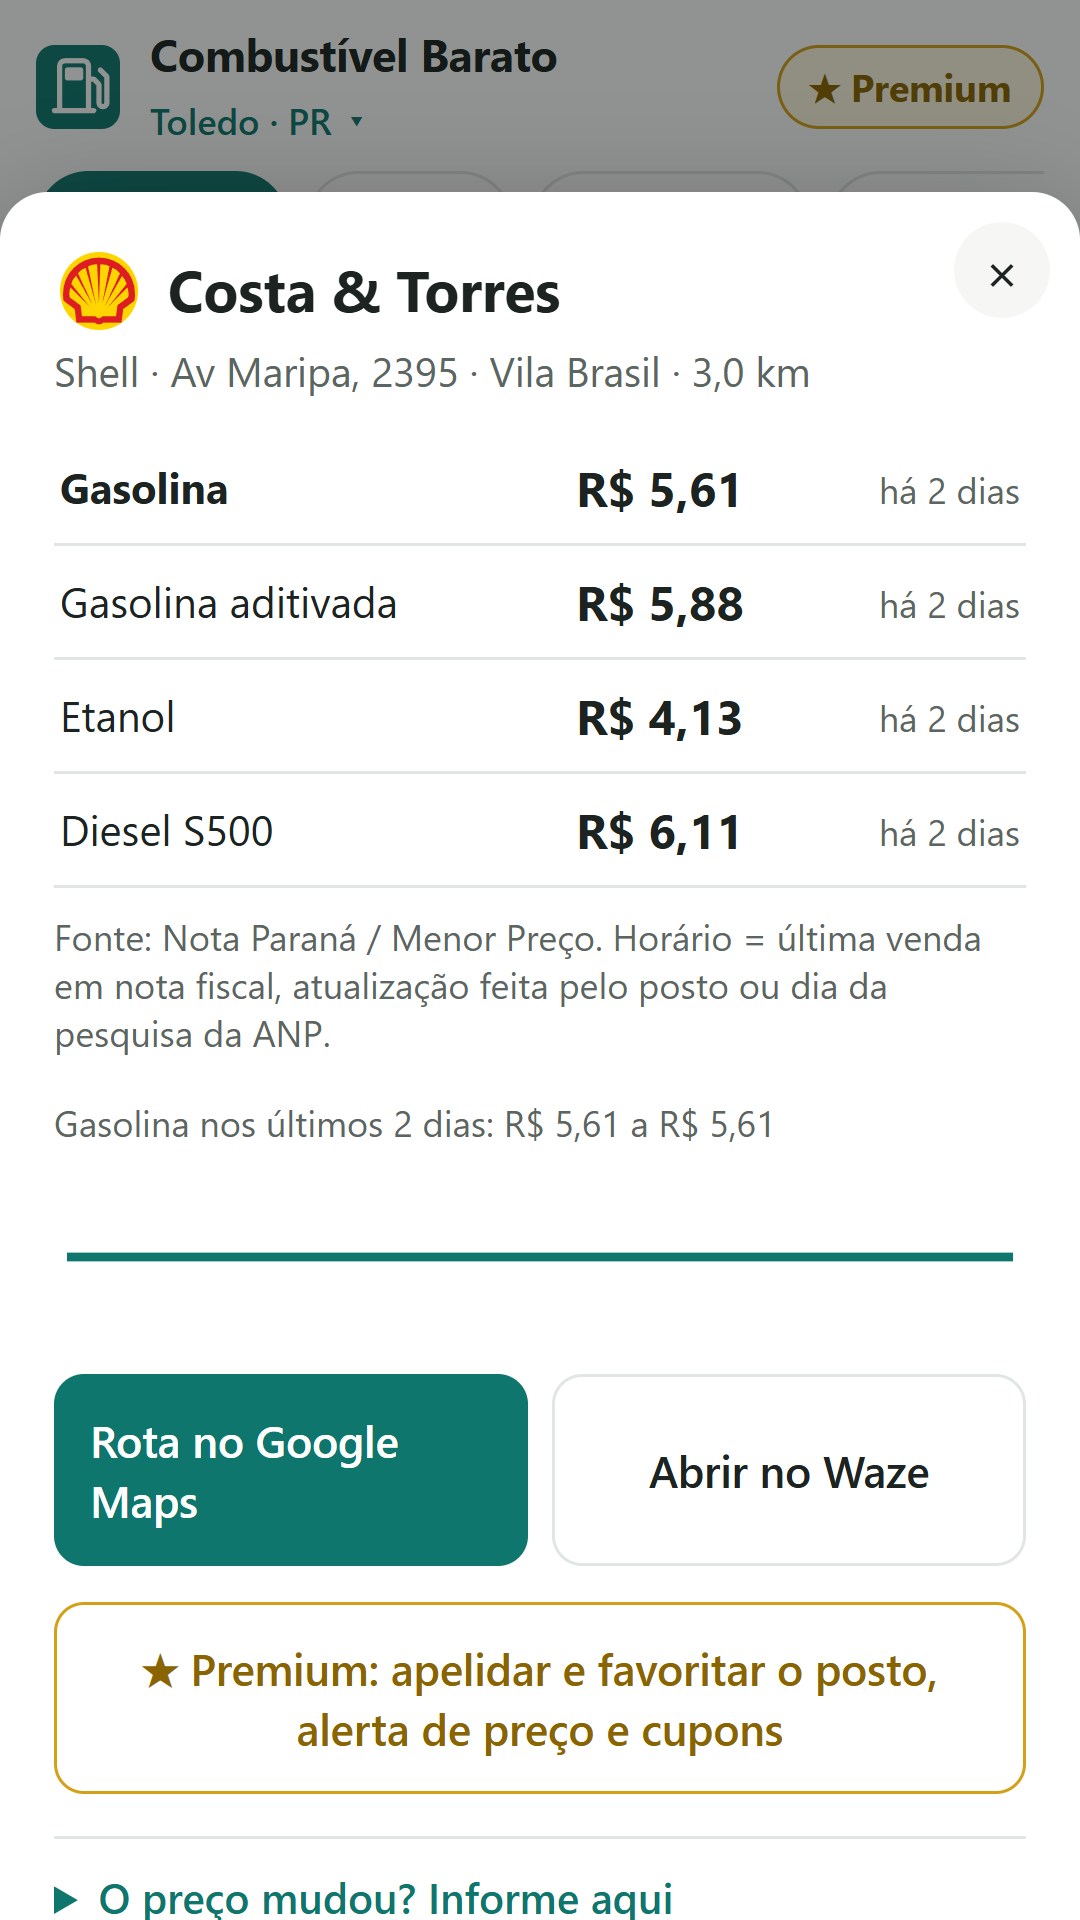 Combustível Barato
Toledo · PR ▾
★ Premium
Costa & Torres
×
Shell · Av Maripa, 2395 · Vila Brasil · 3,0 km
Gasolina R$ 5,61 há 2 dias
Gasolina aditivada R$ 5,88 há 2 dias
Etanol R$ 4,13 há 2 dias
Diesel S500 R$ 6,11 há 2 dias
Fonte: Nota Paraná / Menor Preço. Horário = última venda
em nota fiscal, atualização feita pelo posto ou dia da
pesquisa da ANP.
Gasolina nos últimos 2 dias: R$ 5,61 a R$ 5,61
Rota no Google
Maps
Abrir no Waze
★ Premium: apelidar e favoritar o posto,
alerta de preço e cupons
▶ O preço mudou? Informe aqui